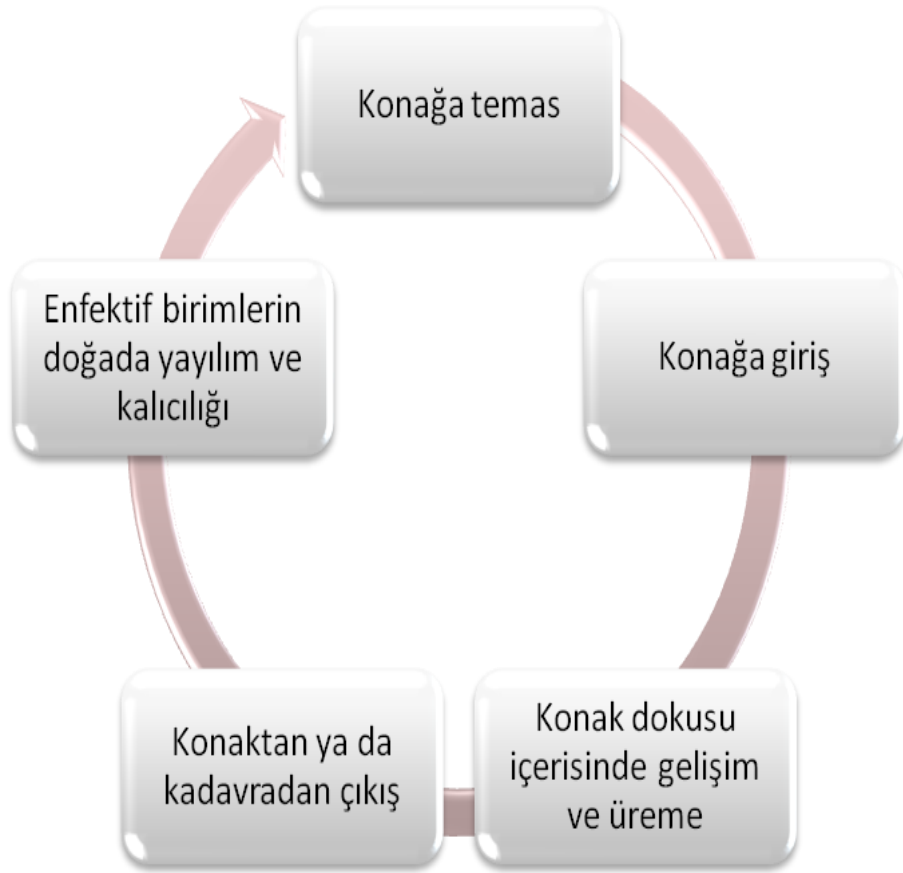 Konağa temas
Konağa giriş
Konak dokusu
içerisinde gelişim
ve üreme
Konaktan ya da
kadavradan çıkış
Enfektif birimlerin
doğada yayılım ve
kalıcılığı